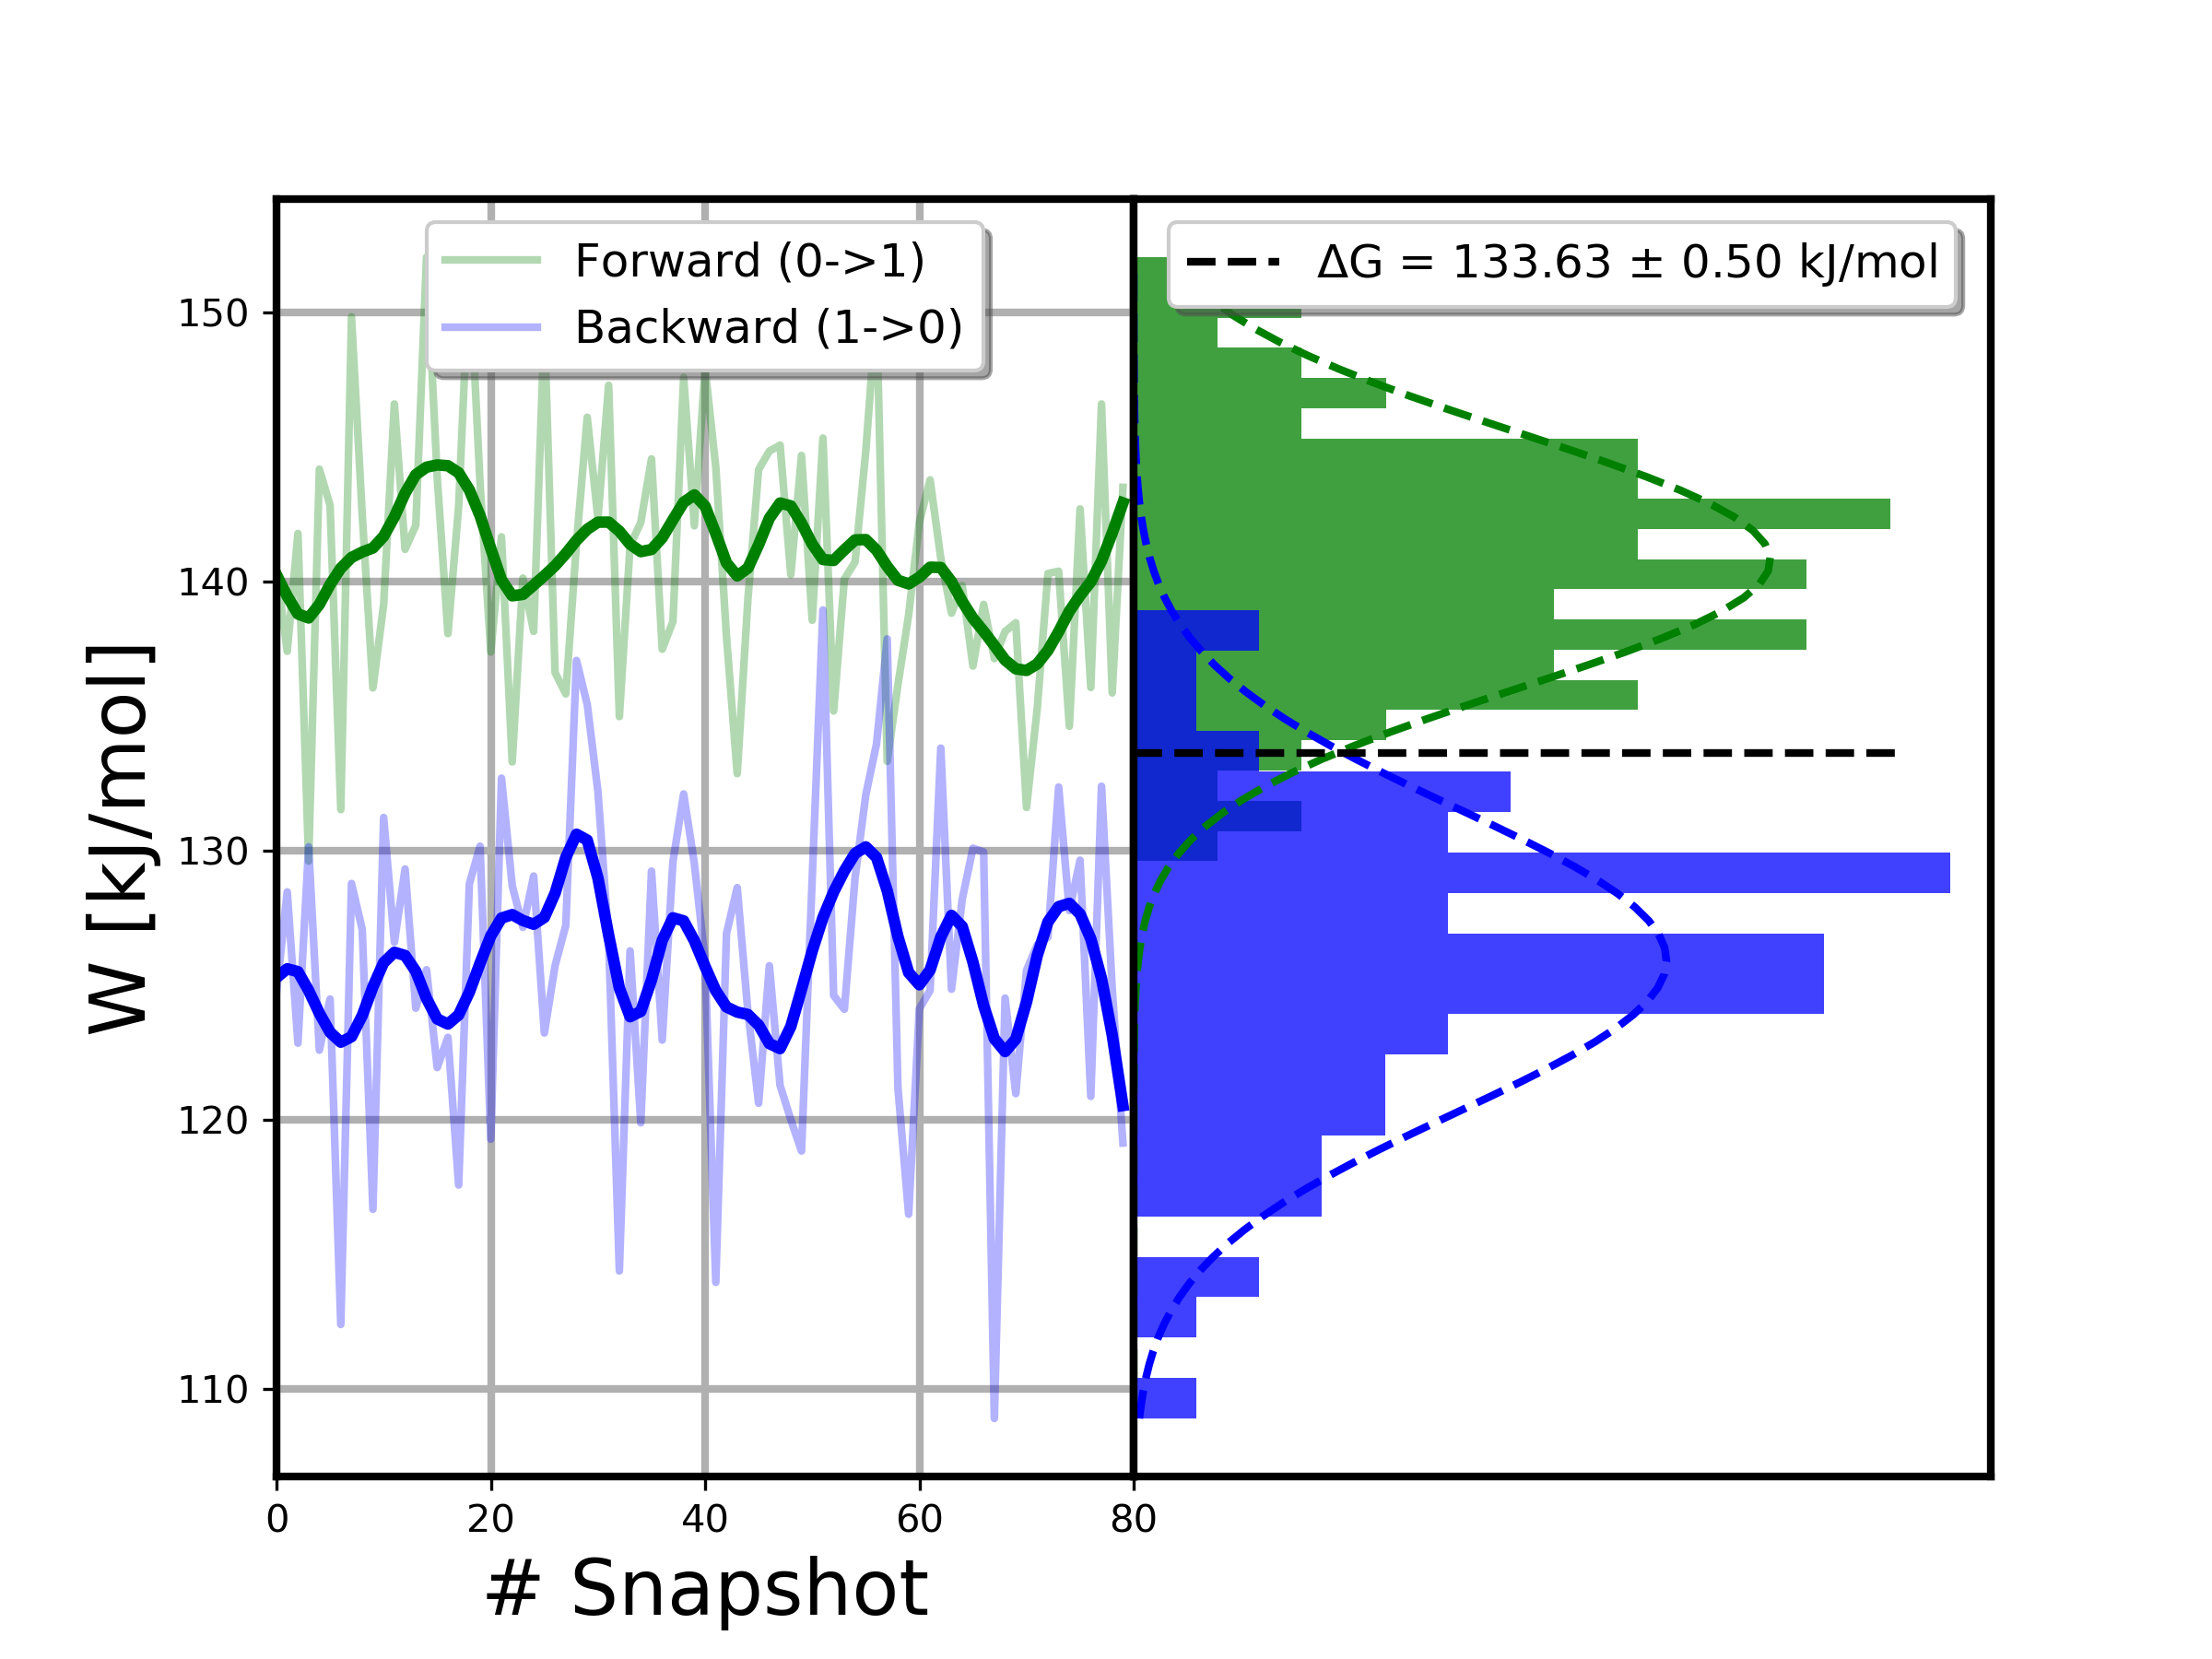 Forward (0->1)
Backward (1->0)
ΔG = 133.63 ± 0.50 kJ/mol
150
140
130
120
110
W [kJ/mol]
0 20 40 60 80
# Snapshot